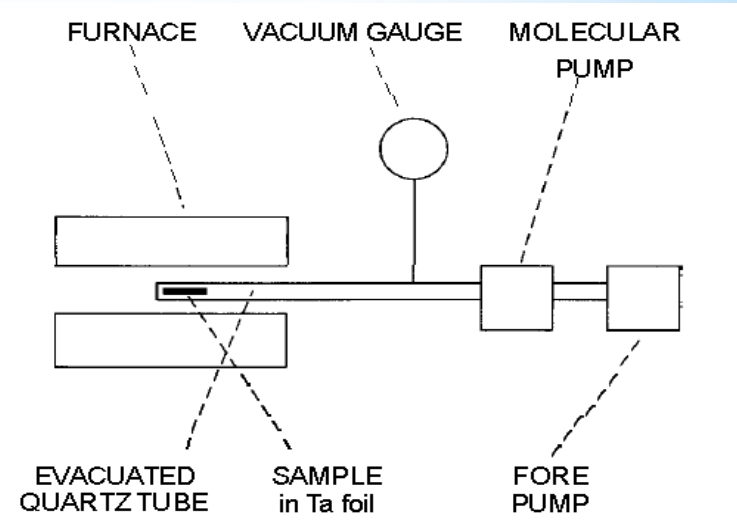 FURNACE
VACUUM GAUGE
MOLECULAR
PUMP
EVACUATED
QUARTZ TUBE
SAMPLE
in Ta foil
FORE
PUMP